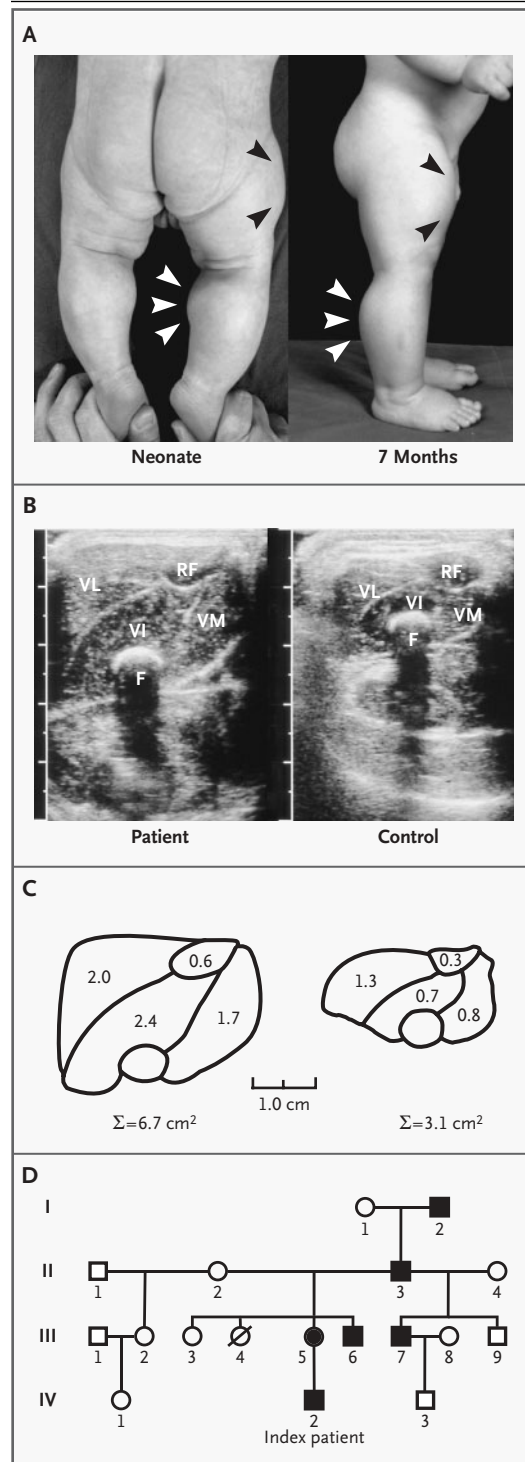 A
Neonate
7 Months
B
VL
RF
VI
VM
F
VL
RF
VI
VM
F
Patient
Control
C
2.0
0.6
2.4
1.7
1.3
0.3
0.7
0.8
1.0 cm
Σ=6.7 cm²
Σ=3.1 cm²
D
I
1 2
II
1 2 3 4
III
1 2 3 4 5 6 7 8 9
IV
1 2 3
Index patient